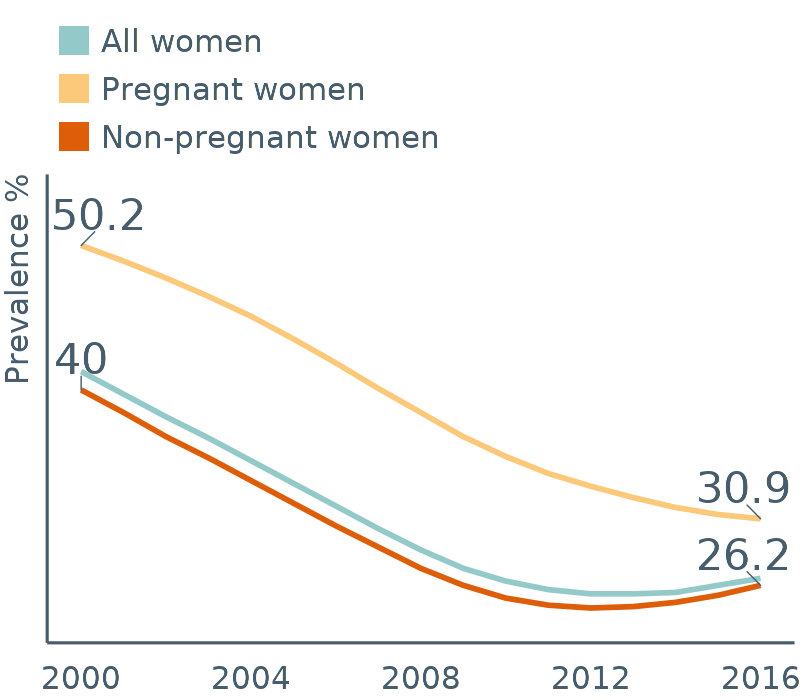 All women
Pregnant women
Non-pregnant women
Prevalence %
50.2
40
30.9
26.2
2000 2004 2008 2012 2016